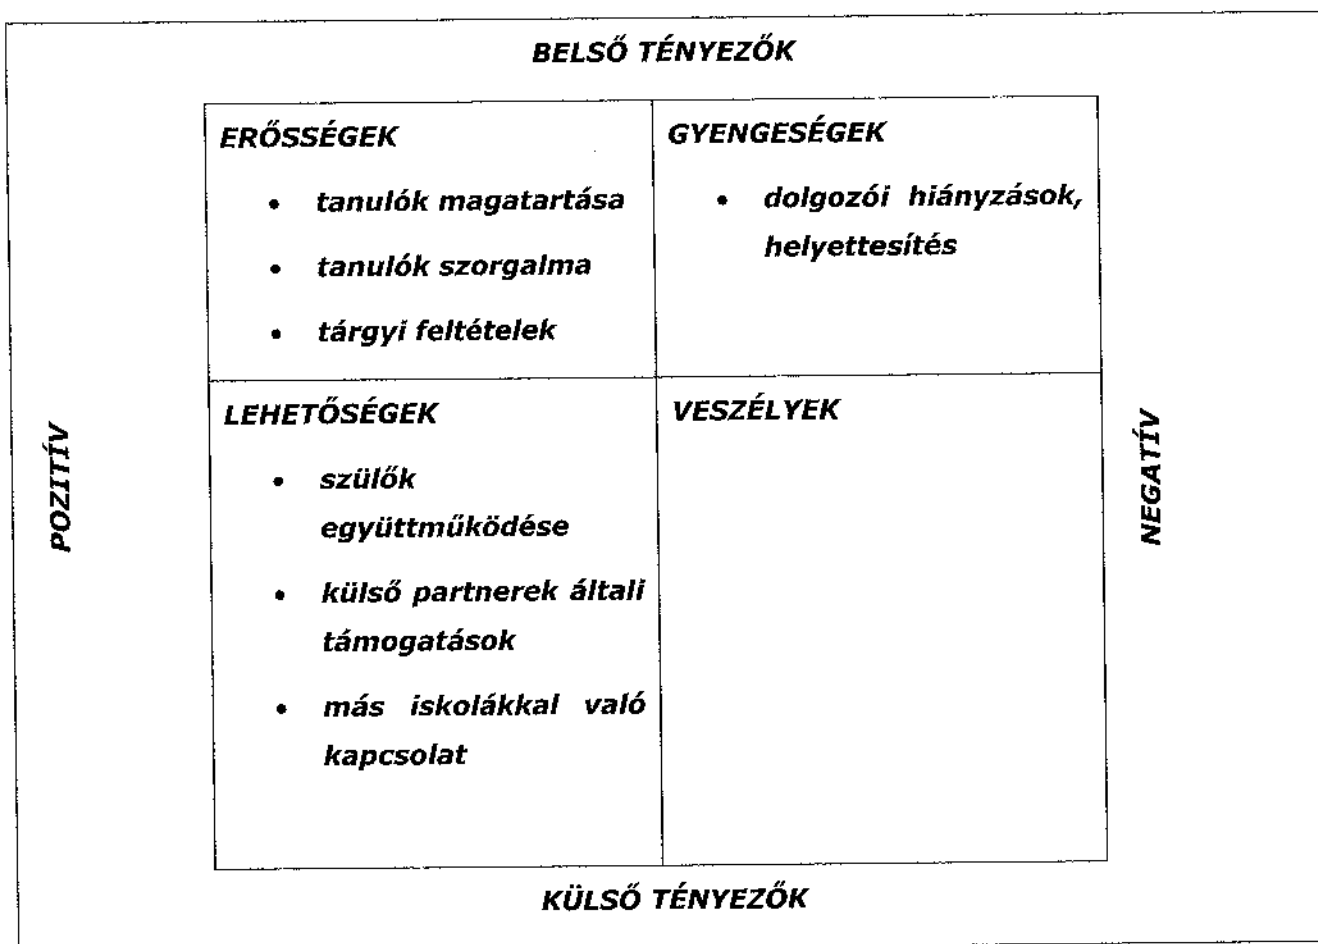 BELSŐ TÉNYEZŐK
ERŐSSÉGEK
• tanulók magatartása
• tanulók szorgalma
• tárgyi feltételek
GYENGESÉGEK
• dolgozói hiányzások,
helyettesítés
POZITÍV
LEHETŐSÉGEK
• szülők
együttműködése
• külső partnerek általi
támogatások
• más iskolákkal való
kapcsolat
VESZÉLYEK
NEGATÍV
KÜLSŐ TÉNYEZŐK